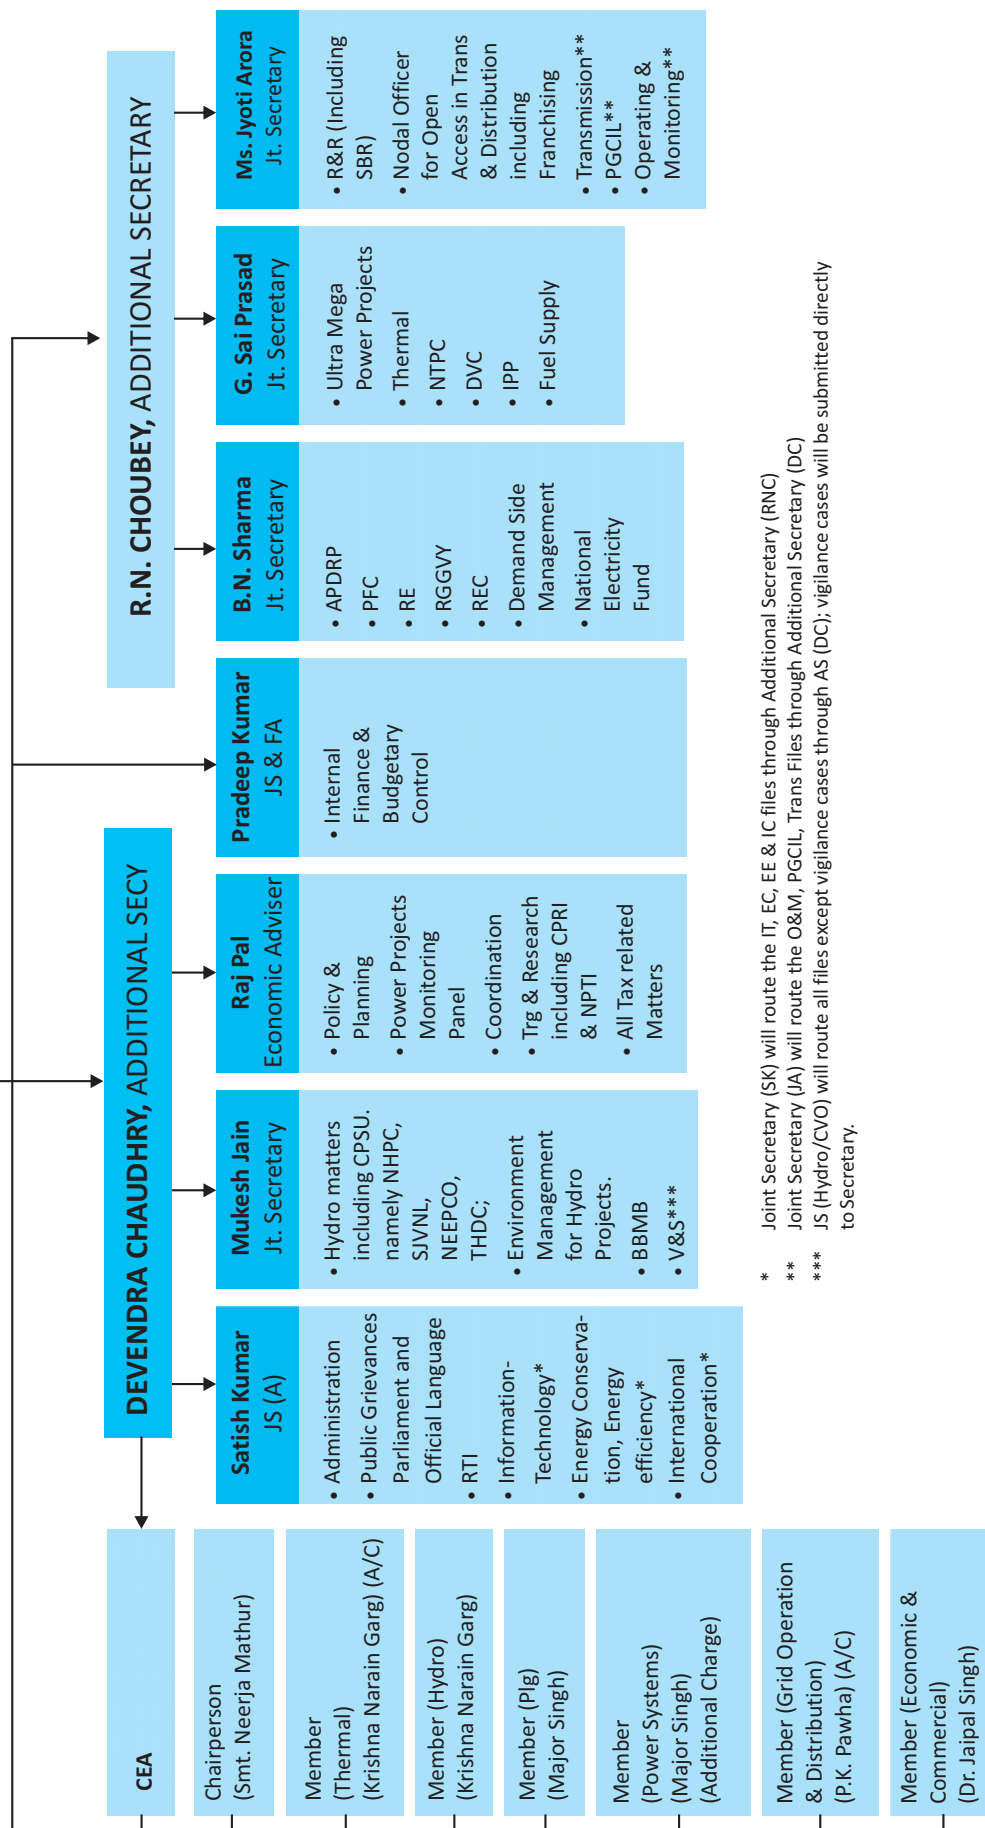 CEA
Chairperson
(Smt. Neerja Mathur)
Member
(Thermal)
(Krishna Narain Garg) (A/C)
Member (Hydro)
(Krishna Narain Garg)
Member (Plg)
(Major Singh)
Member
(Power Systems)
(Major Singh)
(Additional Charge)
Member (Grid Operation
& Distribution)
(P.K. Pawha) (A/C)
Member (Economic &
Commercial)
(Dr. Jaipal Singh)
DEVENDRA CHAUDHRY, ADDITIONAL SECY
Satish Kumar
JS (A)
• Administration
• Public Grievances
Parliament and
Official Language
• RTI
• Information-
Technology*
• Energy Conserva-
tion, Energy
efficiency*
• International
Cooperation*
Mukesh Jain
Jt. Secretary
• Hydro matters
including CPSU.
namely NHPC,
SJVNL,
NEEPCO,
THDC;
• Environment
Management
for Hydro
Projects.
• BBMB
• V&S***
Raj Pal
Economic Adviser
• Policy &
Planning
• Power Projects
Monitoring
Panel
• Coordination
• Trg & Research
including CPRI
& NPTI
• All Tax related
Matters
Pradeep Kumar
JS & FA
• Internal
Finance &
Budgetary
Control
R.N. CHOUBEY, ADDITIONAL SECRETARY
B.N. Sharma
Jt. Secretary
• APDRP
• PFC
• RE
• RGGVY
• REC
• Demand Side
Management
• National
Electricity
Fund
G. Sai Prasad
Jt. Secretary
• Ultra Mega
Power Projects
• Thermal
• NTPC
• DVC
• IPP
• Fuel Supply
Ms. Jyoti Arora
Jt. Secretary
• R&R (Including
SBR)
• Nodal Officer
for Open
Access in Trans
& Distribution
including
Franchising
• Transmission**
• PGCIL**
• Operating &
Monitoring**
* Joint Secretary (SK) will route the IT, EC, EE & IC files through Additional Secretary (RNC)
** Joint Secretary (JA) will route the O&M, PGCIL, Trans Files through Additional Secretary (DC)
*** JS (Hydro/CVO) will route all files except vigilance cases through AS (DC); vigilance cases will be submitted directly
to Secretary.